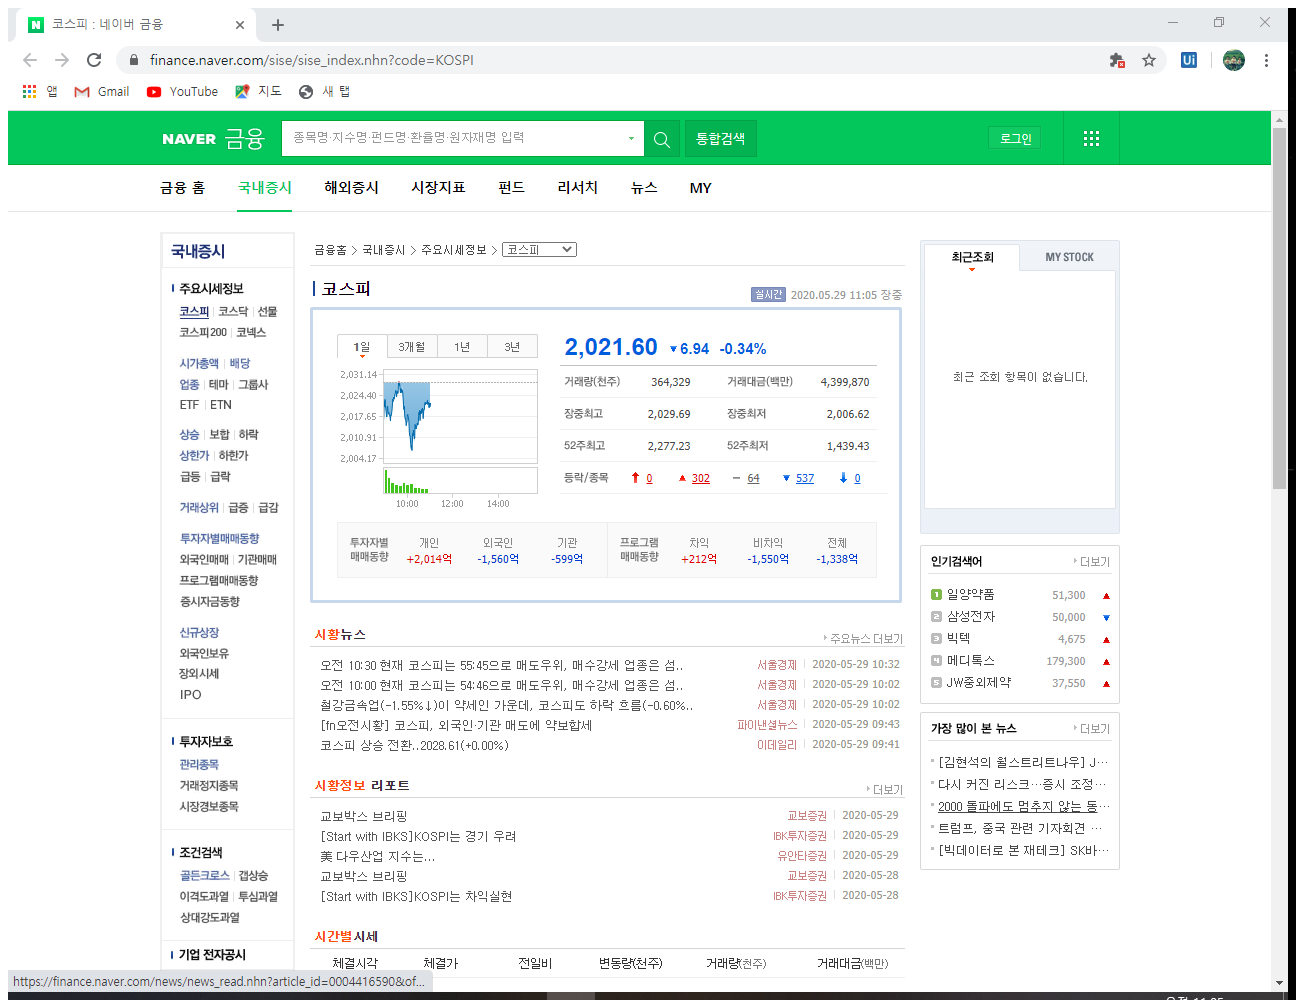 코스피 : 네이버 금융
finance.naver.com/sise/sise_index.nhn?code=KOSPI
앱 Gmail YouTube 지도 새 탭
NAVER 금융 종목명·지수명·펀드명·환율명·원자재명 입력 통합검색 로그인
금융 홈 국내증시 해외증시 시장지표 펀드 리서치 뉴스 MY
국내증시
주요시세정보
코스피 코스닥 선물
코스피200 코넥스
시가총액 배당
업종 테마 그룹사
ETF ETN
상승 보합 하락
상한가 하한가
급등 급락
거래상위 급증 급감
투자자별매매동향
외국인매매 기관매매
프로그램매매동향
증시자금동향
신규상장
외국인보유
장외시세
IPO
투자자보호
관리종목
거래정지종목
시장경보종목
조건검색
골든크로스 갭상승
이격도과열 투심과열
상대강도과열
기업 전자공시
금융홈 > 국내증시 > 주요시세정보 > 코스피
코스피
실시간 2020.05.29 11:05 장중
1일 3개월 1년 3년
2,031.14
2,024.40
2,017.65
2,010.91
2,004.17
10:00 12:00 14:00
2,021.60 ▼6.94 -0.34%
거래량(천주) 364,329 거래대금(백만) 4,399,870
장중최고 2,029.69 장중최저 2,006.62
52주최고 2,277.23 52주최저 1,439.43
등락/종목 0 302 64 537 0
투자자별 매매동향
개인 외국인 기관
+2,014억 -1,560억 -599억
프로그램 매매동향
차익 비차익 전체
+212억 -1,550억 -1,338억
시황뉴스 주요뉴스 더보기
오전 10:30 현재 코스피는 55:45으로 매도우위, 매수강세 업종은 섬.. 서울경제 2020-05-29 10:32
오전 10:00 현재 코스피는 54:46으로 매도우위, 매수강세 업종은 섬.. 서울경제 2020-05-29 10:02
철강금속업(-1.55%↓)이 약세인 가운데, 코스피도 하락 흐름(-0.60%.. 서울경제 2020-05-29 10:02
[fn오전시황] 코스피, 외국인·기관 매도에 약보합세 파이낸셜뉴스 2020-05-29 09:43
코스피 상승 전환..2028.61(+0.00%) 이데일리 2020-05-29 09:41
시황정보 리포트 더보기
교보박스 브리핑 교보증권 2020-05-29
[Start with IBKS]KOSPI는 경기 우려 IBK투자증권 2020-05-29
美 다우산업 지수는... 유안타증권 2020-05-29
교보박스 브리핑 교보증권 2020-05-28
[Start with IBKS]KOSPI는 차익실현 IBK투자증권 2020-05-28
시간별시세
체결시각 체결가 전일비 변동량(천주) 거래량(천주) 거래대금(백만)
최근조회 MY STOCK
최근 조회 항목이 없습니다.
인기검색어 더보기
1 일양약품 51,300
2 삼성전자 50,000
3 빅텍 4,675
4 메디톡스 179,300
5 JW중외제약 37,550
가장 많이 본 뉴스 더보기
[김현석의 월스트리트나우] J…
다시 커진 리스크…증시 조정…
2000 돌파에도 멈추지 않는 동…
트럼프, 중국 관련 기자회견 …
[빅데이터로 본 재테크] SK바…
https://finance.naver.com/news/news_read.nhn?article_id=0004416590&of...